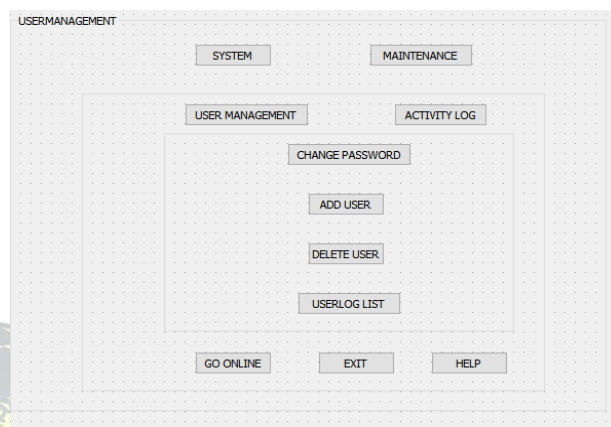 USERMANAGEMENT
SYSTEM MAINTENANCE
USER MANAGEMENT ACTIVITY LOG
CHANGE PASSWORD
ADD USER
DELETE USER
USERLOG LIST
GO ONLINE EXIT HELP